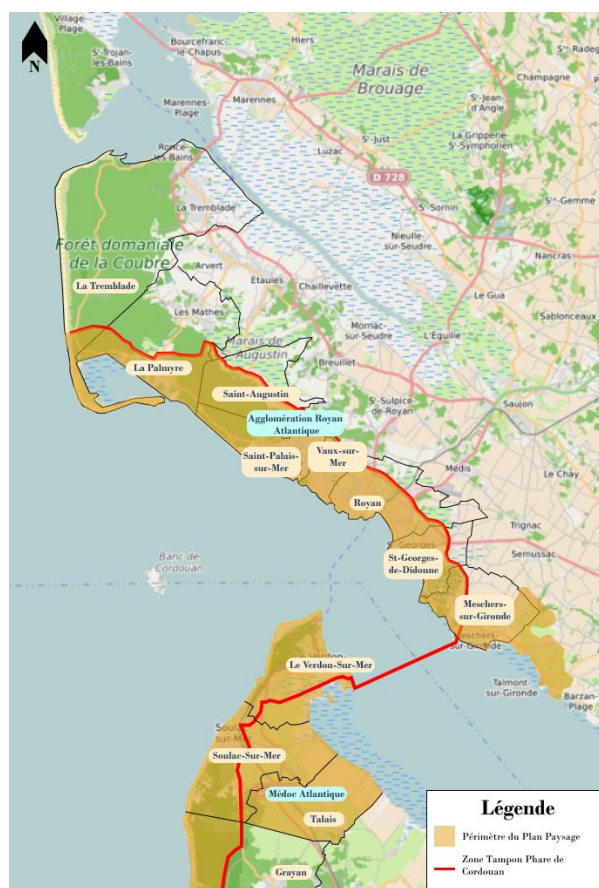 Village-
Plage
St-Trojan-
les-Bains
Bourcefranc-
le-Chapus
Hiers
Marais de
Brouage
Champagne
Marennes-
Plage
Marennes
St-Jean-
d'Angle
La Gripperie-
St-Symphorien
St-Just
Ronce-
les-Bains
Luzac
D 728
La Tremblade
St-Sornin
Nieulle-
sur-Seudre
Nancras
Forêt domaniale
de la Coubre
Arvert
Étaules
Chaillevette
La Tremblade
Le Gua
Les Mathes
Sablonceaux
Mornac-
sur-Seudre
L'Éguille
Marais de
St-Augustin
Breuillet
La Palmyre
Saint-Augustin
St-Sulpice-
de-Royan
Saujon
Agglomération Royan
Atlantique
Saint-Palais-
sur-Mer
Vaux-sur-
Mer
Médis
Le Chay
Royan
Trignac
Semussac
St-Georges-
de-Didonne
Banc de
Cordouan
Meschers-
sur-Gironde
Le Verdon-Sur-Mer
Talmont-
sur-Gironde
Barzan-
Plage
Soulac-Sur-Mer
Médoc Atlantique
Talais
Grayan
N
Légende
Périmètre du Plan Paysage
Zone Tampon Phare de
Cordouan